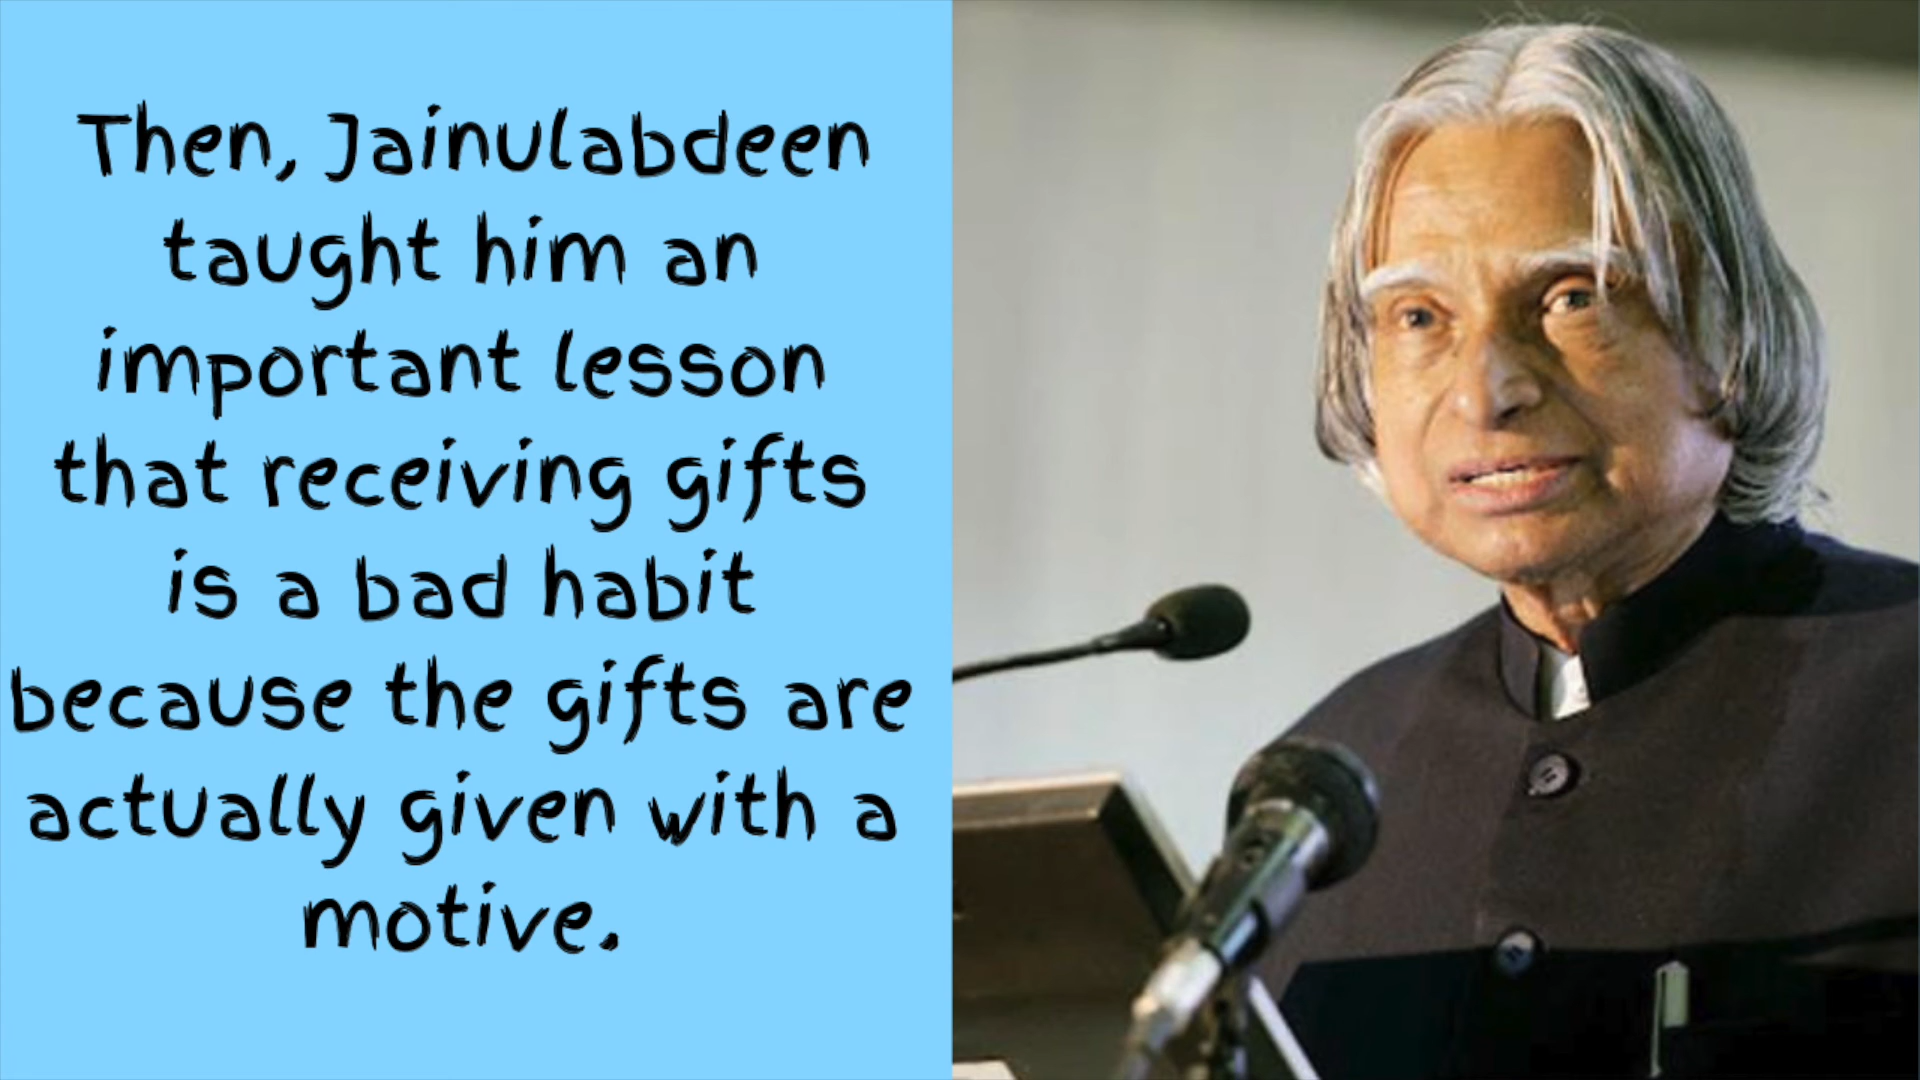 Then, Jainulabdeen
taught him an
important lesson
that receiving gifts
is a bad habit
because the gifts are
actually given with a
motive.